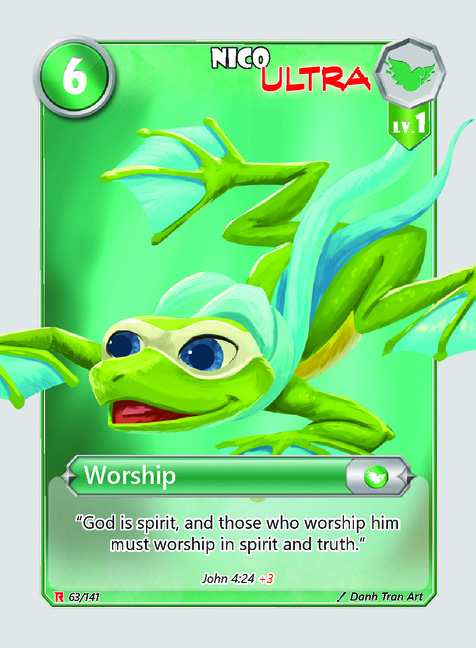 6
NICO
ULTRA
LV.1
Worship
“God is spirit, and those who worship him
must worship in spirit and truth.”
John 4:24 +3
R 63/141
Danh Tran Art